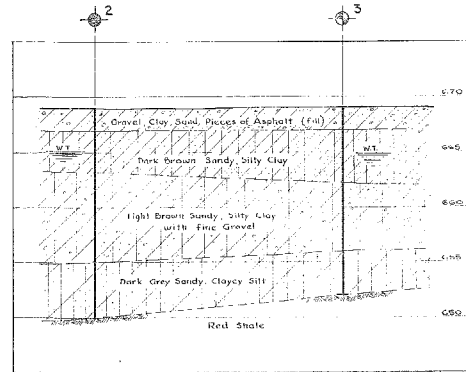 2
3
670
Gravel, Clay, Sand, Pieces of Asphalt (fill)
W.T.
W.T.
665
Dark Brown Sandy, Silty Clay
660
Light Brown Sandy, Silty Clay
with fine Gravel
655
Dark Grey Sandy, Clayey Silt
650
Red Shale